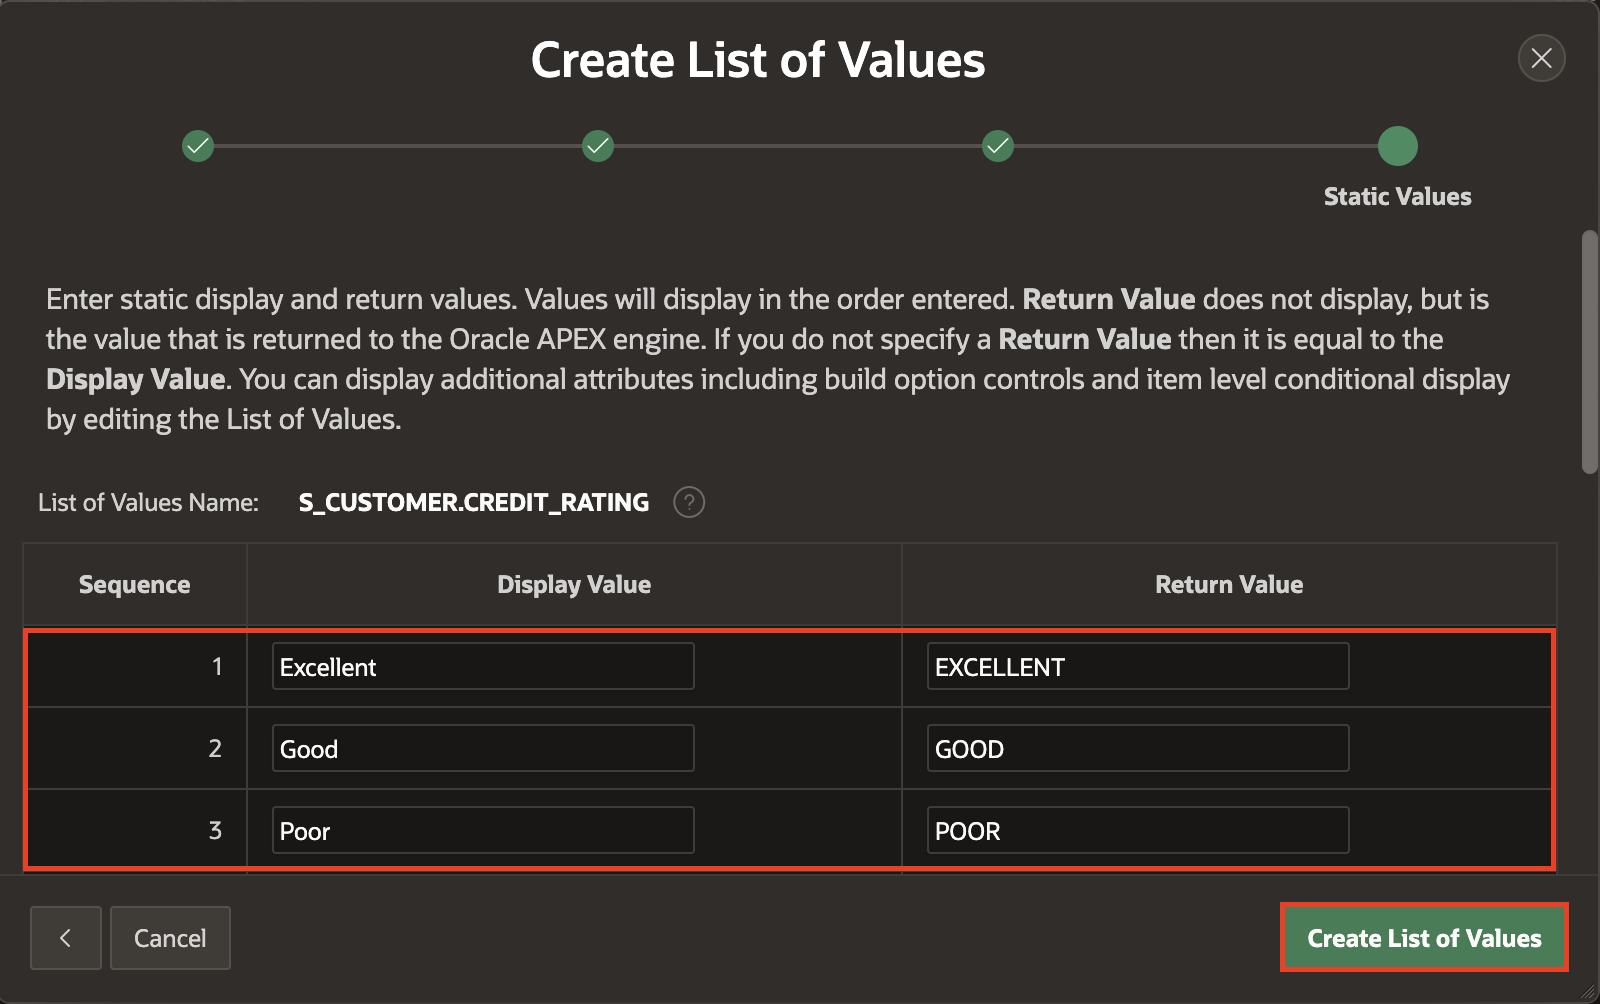 Create List of Values
Static Values
Enter static display and return values. Values will display in the order entered. Return Value does not display, but is
the value that is returned to the Oracle APEX engine. If you do not specify a Return Value then it is equal to the
Display Value. You can display additional attributes including build option controls and item level conditional display
by editing the List of Values.
List of Values Name: S_CUSTOMER.CREDIT_RATING ?
Sequence Display Value Return Value
1 Excellent EXCELLENT
2 Good GOOD
3 Poor POOR
Cancel Create List of Values